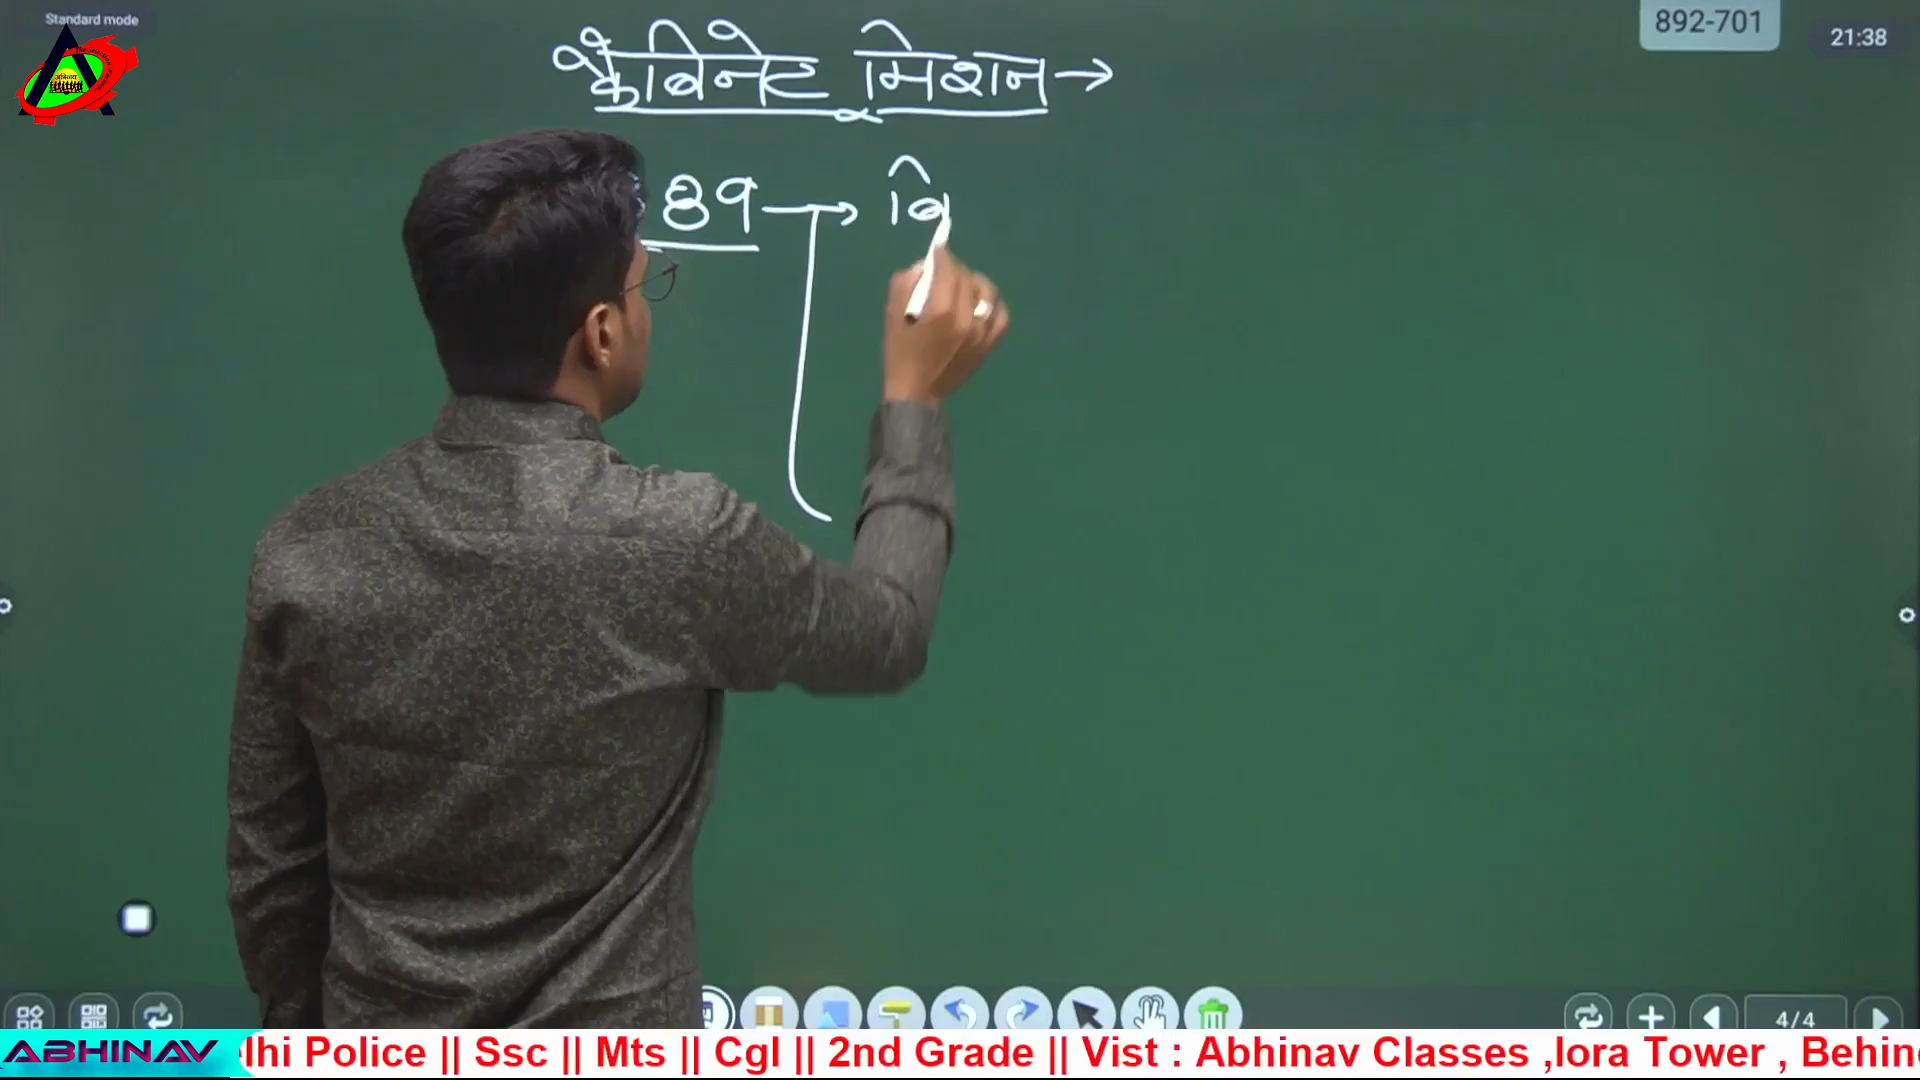 Standard mode
892-701
21:38
कैबिनेट मिशन →
89 → बि
4/4
ABHINAV
lhi Police || Ssc || Mts || Cgl || 2nd Grade || Vist : Abhinav Classes ,Iora Tower , Behin